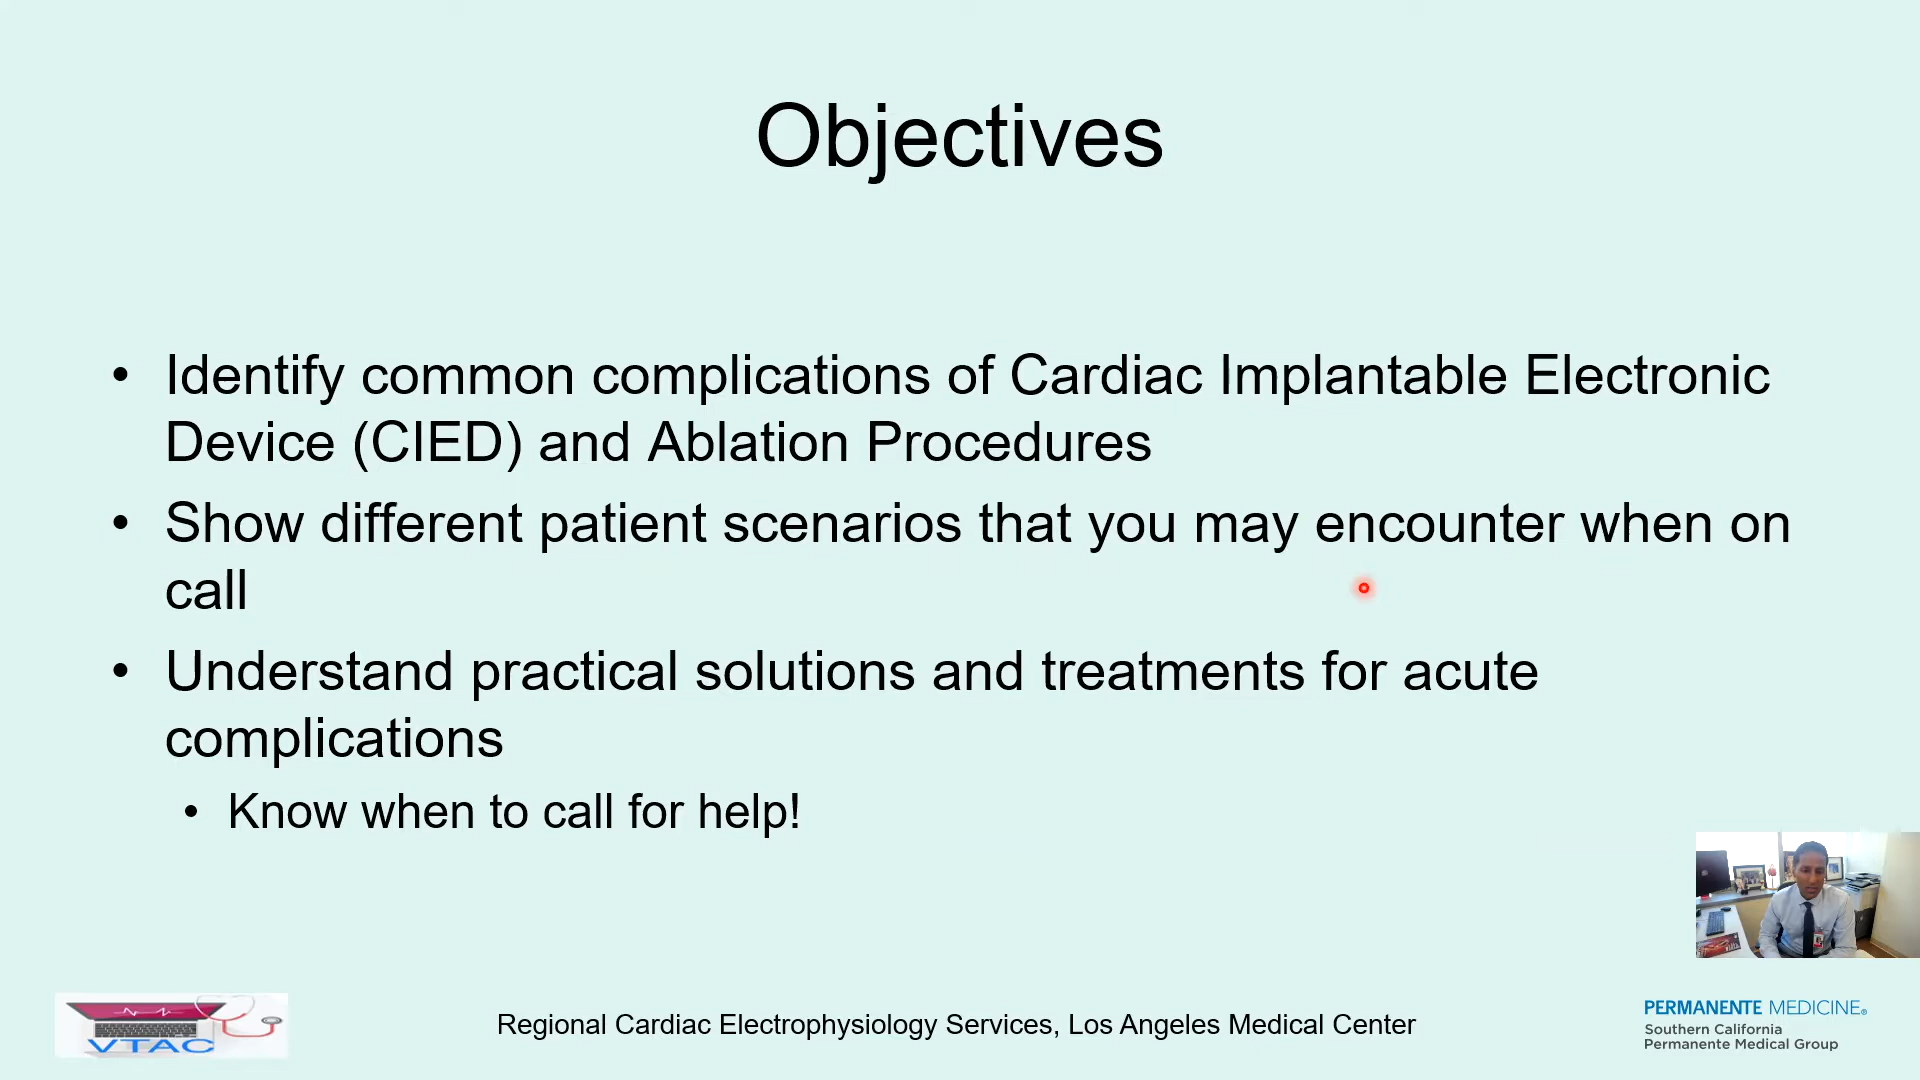 Objectives
• Identify common complications of Cardiac Implantable Electronic
Device (CIED) and Ablation Procedures
• Show different patient scenarios that you may encounter when on
call
• Understand practical solutions and treatments for acute
complications
• Know when to call for help!
VTAC
Regional Cardiac Electrophysiology Services, Los Angeles Medical Center
PERMANENTE MEDICINE®
Southern California
Permanente Medical Group